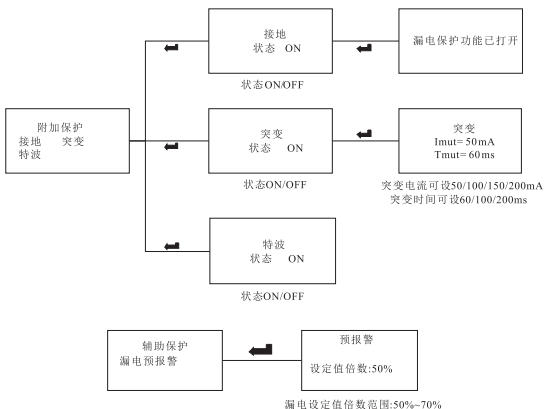 接地
状态 ON
状态ON/OFF
漏电保护功能已打开
附加保护
接地 突变
特波
突变
状态 ON
状态ON/OFF
突变
Imut=50mA
Tmut=60ms
突变电流可设50/100/150/200mA
突变时间可设60/100/200ms
特波
状态 ON
状态ON/OFF
辅助保护
漏电预报警
预报警
设定值倍数:50%
漏电设定值倍数范围:50%~70%